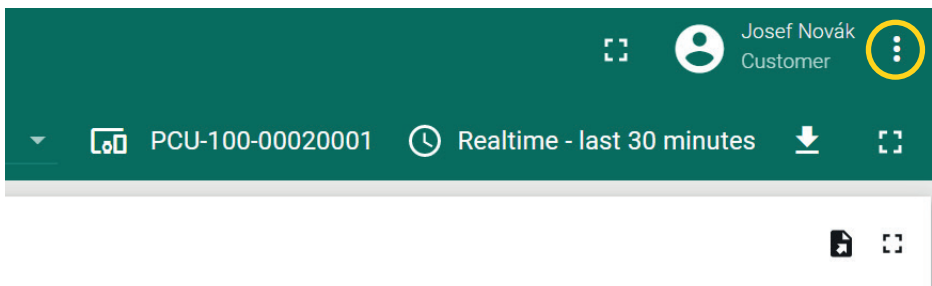 Josef Novák
Customer
PCU-100-00020001 Realtime - last 30 minutes